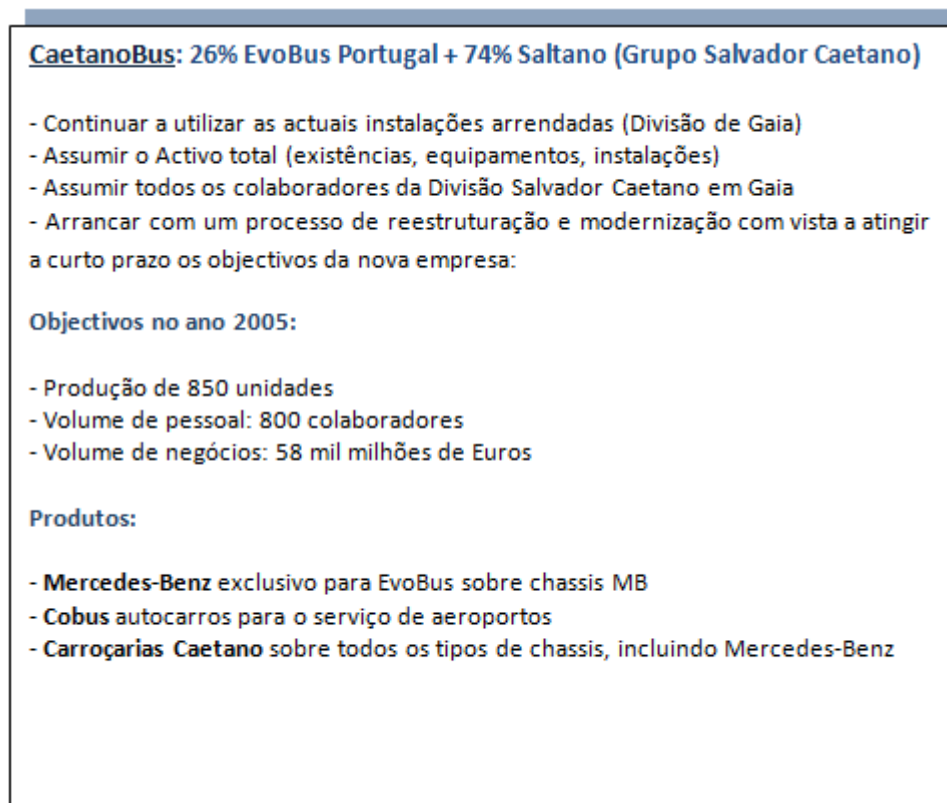 CaetanoBus: 26% EvoBus Portugal + 74% Saltano (Grupo Salvador Caetano)
- Continuar a utilizar as actuais instalações arrendadas (Divisão de Gaia)
- Assumir o Activo total (existências, equipamentos, instalações)
- Assumir todos os colaboradores da Divisão Salvador Caetano em Gaia
- Arrancar com um processo de reestruturação e modernização com vista a atingir
a curto prazo os objectivos da nova empresa:
Objectivos no ano 2005:
- Produção de 850 unidades
- Volume de pessoal: 800 colaboradores
- Volume de negócios: 58 mil milhões de Euros
Produtos:
- Mercedes-Benz exclusivo para EvoBus sobre chassis MB
- Cobus autocarros para o serviço de aeroportos
- Carroçarias Caetano sobre todos os tipos de chassis, incluindo Mercedes-Benz